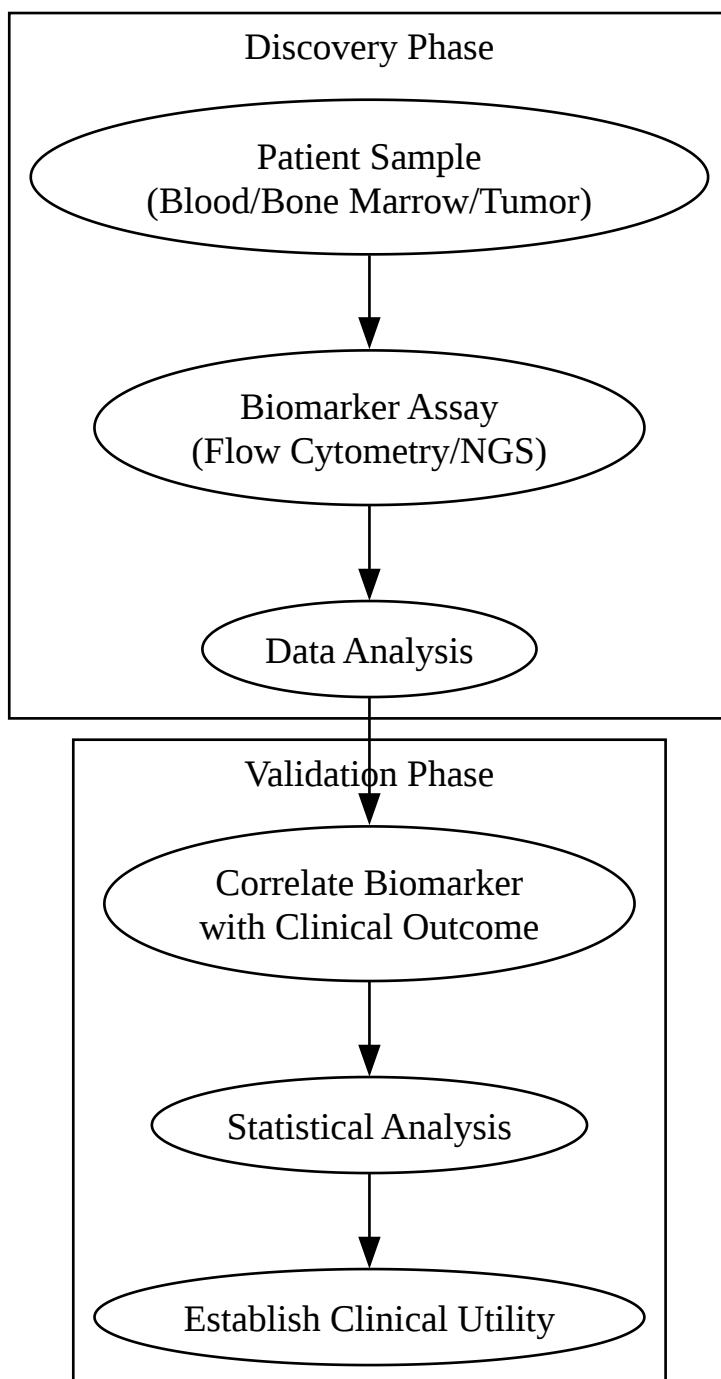 Discovery Phase
Patient Sample
(Blood/Bone Marrow/Tumor)
Biomarker Assay
(Flow Cytometry/NGS)
Data Analysis
Validation Phase
Correlate Biomarker
with Clinical Outcome
Statistical Analysis
Establish Clinical Utility